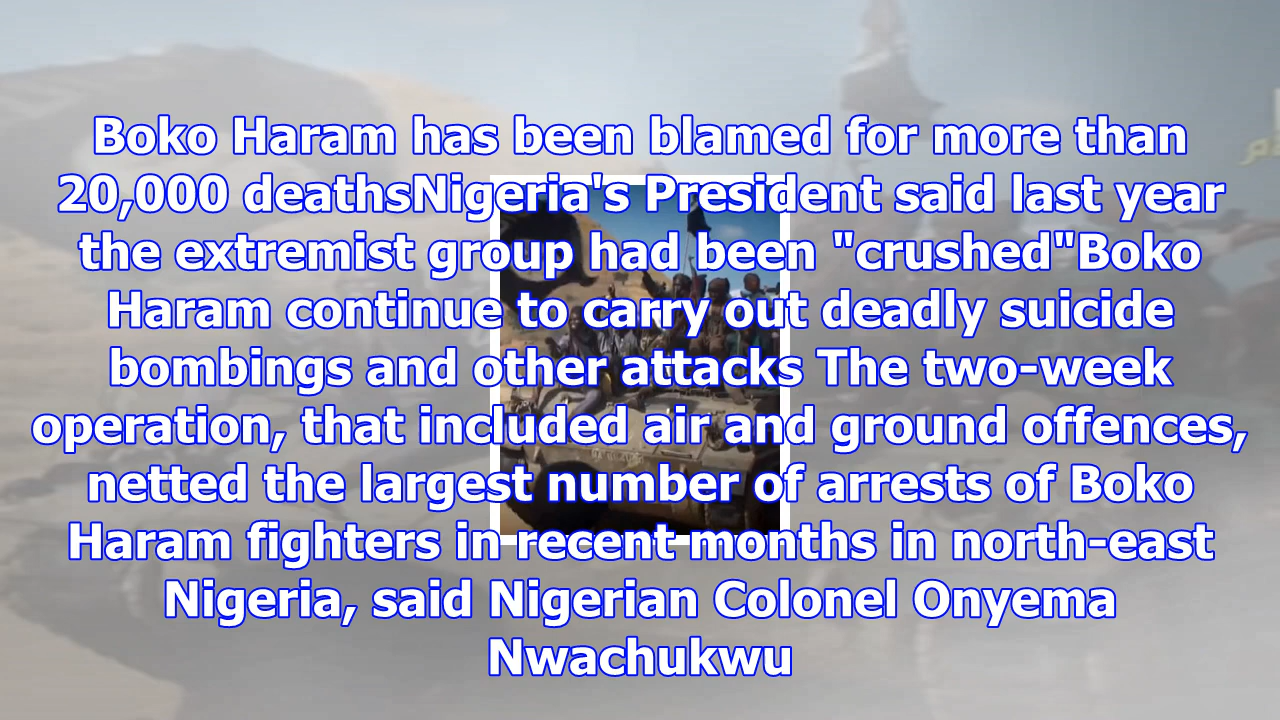 Boko Haram has been blamed for more than
20,000 deathsNigeria's President said last year
the extremist group had been "crushed"Boko
Haram continue to carry out deadly suicide
bombings and other attacks The two-week
operation, that included air and ground offences,
netted the largest number of arrests of Boko
Haram fighters in recent months in north-east
Nigeria, said Nigerian Colonel Onyema
Nwachukwu